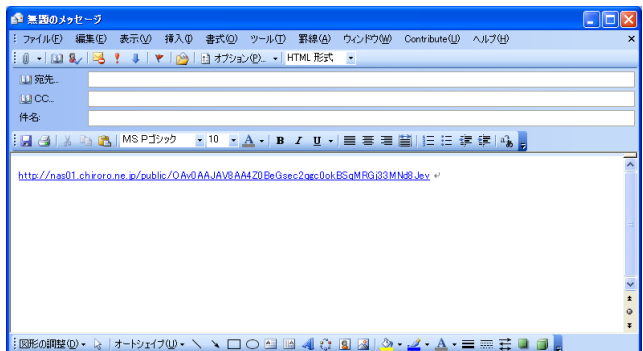 無題のメッセージ
ファイル(F) 編集(E) 表示(V) 挿入(I) 書式(O) ツール(T) 罫線(A) ウィンドウ(W) Contribute(U) ヘルプ(H)
オプション(P)... HTML 形式
宛先...
CC...
件名:
MS Pゴシック 10 A B I U
http://nas01.chiroro.ne.jp/public/OAv0AAJAV8AA4Z0BeGsec2qgc0okBSqMRGj33MNd8Jev
図形の調整(D) オートシェイプ(U) A